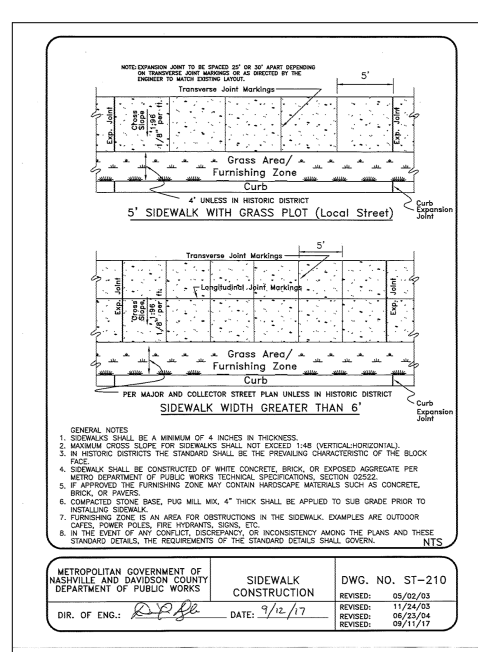 NOTE: EXPANSION JOINT TO BE SPACED 25' OR 30' APART DEPENDING
ON TRANSVERSE JOINT MARKINGS OR AS DIRECTED BY THE
ENGINEER TO MATCH EXISTING LAYOUT.
5'
Transverse Joint Markings
Exp. Joint
Cross
Slope
1:96
1/8" per ft.
Exp. Joint
Grass Area/
Furnishing Zone
Curb
4' UNLESS IN HISTORIC DISTRICT
Curb
Expansion
Joint
5' SIDEWALK WITH GRASS PLOT (Local Street)
5'
Transverse Joint Markings
Exp. Joint
Cross
Slope,
1:96
1/8" per ft.
Longitudinal Joint Markings
Exp. Joint
Grass Area/
Furnishing Zone
Curb
PER MAJOR AND COLLECTOR STREET PLAN UNLESS IN HISTORIC DISTRICT
Curb
Expansion
Joint
SIDEWALK WIDTH GREATER THAN 6'
GENERAL NOTES
1. SIDEWALKS SHALL BE A MINIMUM OF 4 INCHES IN THICKNESS.
2. MAXIMUM CROSS SLOPE FOR SIDEWALKS SHALL NOT EXCEED 1:48 (VERTICAL:HORIZONTAL).
3. IN HISTORIC DISTRICTS THE STANDARD SHALL BE THE PREVAILING CHARACTERISTIC OF THE BLOCK
FACE.
4. SIDEWALK SHALL BE CONSTRUCTED OF WHITE CONCRETE, BRICK, OR EXPOSED AGGREGATE PER
METRO DEPARTMENT OF PUBLIC WORKS TECHNICAL SPECIFICATIONS, SECTION 02522.
5. IF APPROVED THE FURNISHING ZONE MAY CONTAIN HARDSCAPE MATERIALS SUCH AS CONCRETE,
BRICK, OR PAVERS.
6. COMPACTED STONE BASE, PUG MILL MIX, 4" THICK SHALL BE APPLIED TO SUB GRADE PRIOR TO
INSTALLING SIDEWALK.
7. FURNISHING ZONE IS AN AREA FOR OBSTRUCTIONS IN THE SIDEWALK. EXAMPLES ARE OUTDOOR
CAFES, POWER POLES, FIRE HYDRANTS, SIGNS, ETC.
8. IN THE EVENT OF ANY CONFLICT, DISCREPANCY, OR INCONSISTENCY AMONG THE PLANS AND THESE
STANDARD DETAILS, THE REQUIREMENTS OF THE STANDARD DETAILS SHALL GOVERN.
NTS
METROPOLITAN GOVERNMENT OF
NASHVILLE AND DAVIDSON COUNTY
DEPARTMENT OF PUBLIC WORKS
DIR. OF ENG.:
SIDEWALK
CONSTRUCTION
DATE: 9/12/17
DWG. NO. ST-210
REVISED: 05/02/03
REVISED: 11/24/03
REVISED: 06/23/04
REVISED: 09/11/17